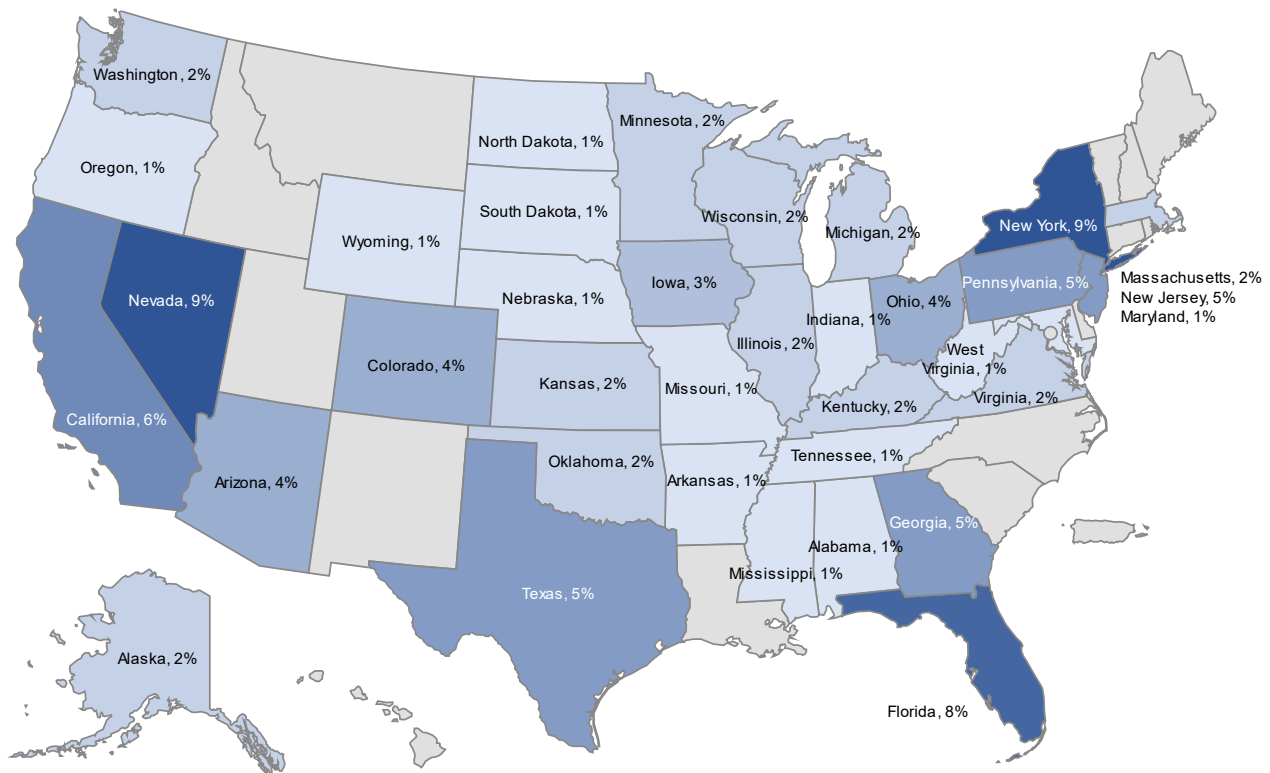 Washington, 2%
Minnesota, 2%
North Dakota, 1%
Oregon, 1%
South Dakota, 1%
Wisconsin, 2%
New York, 9%
Michigan, 2%
Wyoming, 1%
Massachusetts, 2%
Iowa, 3%
Pennsylvania, 5%
Nebraska, 1%
New Jersey, 5%
Nevada, 9%
Ohio, 4%
Maryland, 1%
Indiana, 1%
Illinois, 2%
West
Virginia, 1%
Colorado, 4%
Kansas, 2%
Missouri, 1%
Virginia, 2%
Kentucky, 2%
California, 6%
Tennessee, 1%
Oklahoma, 2%
Arizona, 4%
Arkansas, 1%
Georgia, 5%
Alabama, 1%
Mississippi, 1%
Texas, 5%
Alaska, 2%
Florida, 8%